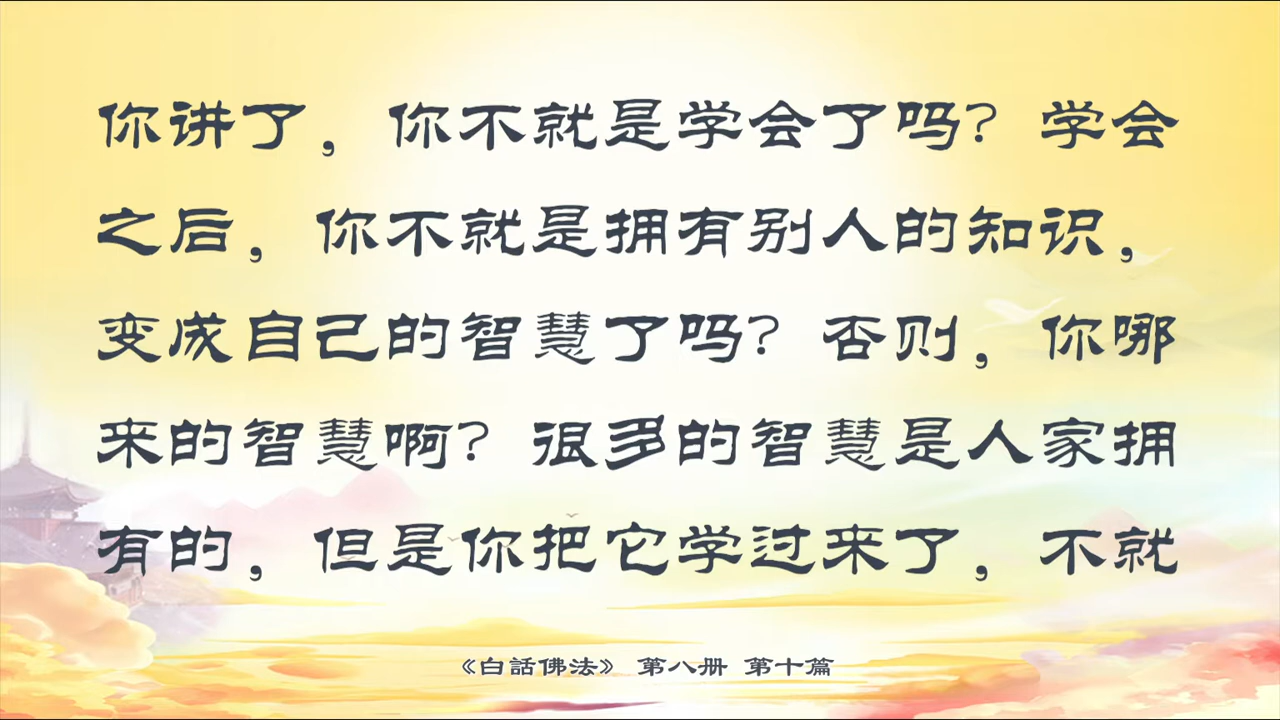 你讲了，你不就是学会了吗？学会
之后，你不就是拥有别人的知识，
变成自己的智慧了吗？否则，你哪
来的智慧啊？很多的智慧是人家拥
有的，但是你把它学过来了，不就
《白話佛法》 第八册 第十篇